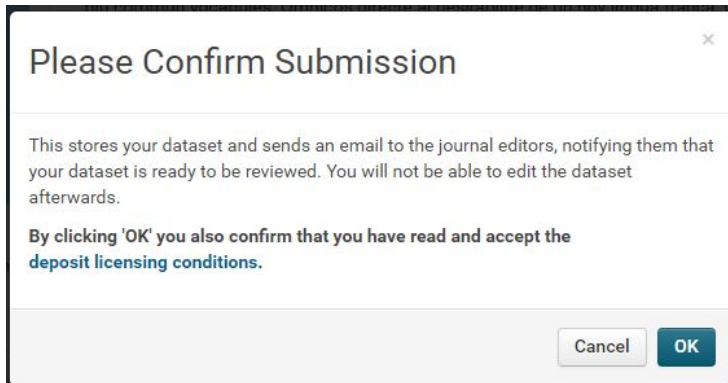 Please Confirm Submission
×
This stores your dataset and sends an email to the journal editors, notifying them that
your dataset is ready to be reviewed. You will not be able to edit the dataset
afterwards.
By clicking 'OK' you also confirm that you have read and accept the
deposit licensing conditions.
Cancel
OK